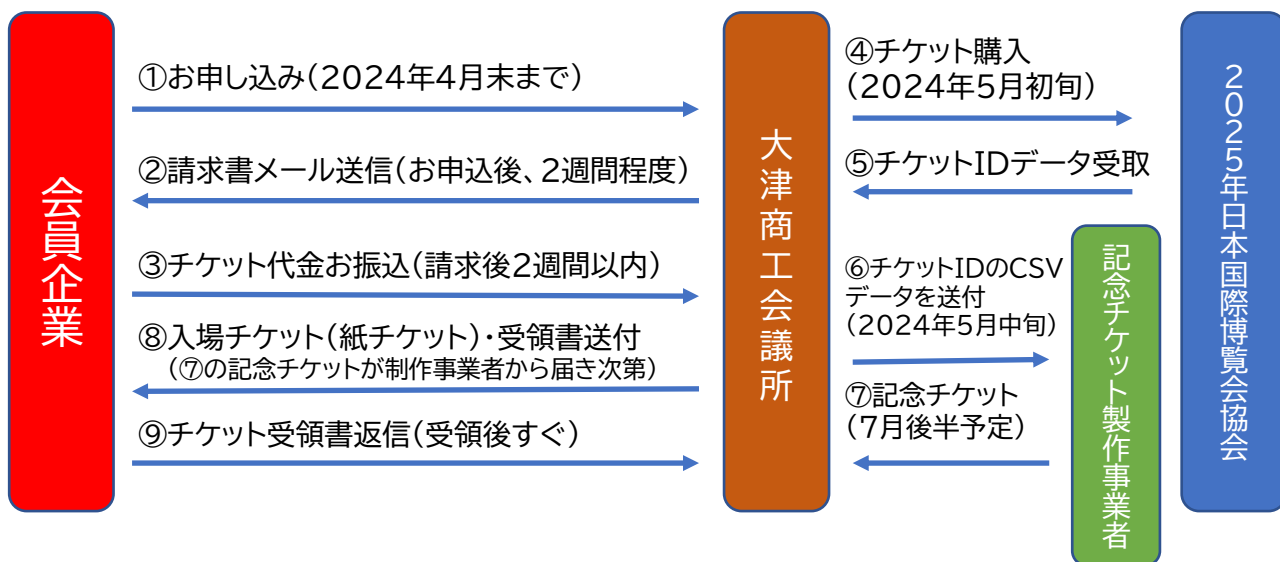 会員企業
①お申し込み(2024年4月末まで)
②請求書メール送信(お申込後、2週間程度)
③チケット代金お振込(請求後2週間以内)
⑧入場チケット(紙チケット)・受領書送付
(⑦の記念チケットが制作事業者から届き次第)
⑨チケット受領書返信(受領後すぐ)
大津商工会議所
④チケット購入
(2024年5月初旬)
⑤チケットIDデータ受取
⑥チケットIDのCSV
データを送付
(2024年5月中旬)
⑦記念チケット
(7月後半予定)
記念チケット製作事業者
2025年日本国際博覧会協会